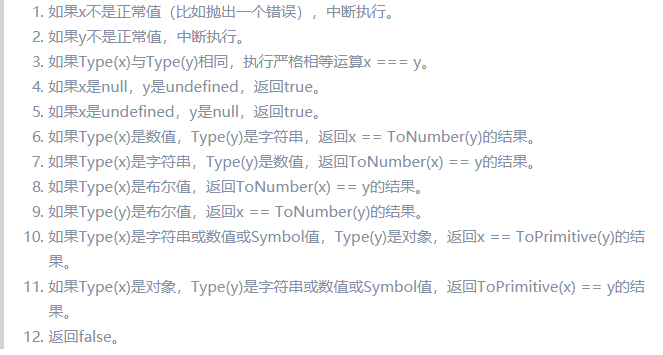 1. 如果x不是正常值（比如抛出一个错误），中断执行。
2. 如果y不是正常值，中断执行。
3. 如果Type(x)与Type(y)相同，执行严格相等运算x === y。
4. 如果x是null，y是undefined，返回true。
5. 如果x是undefined，y是null，返回true。
6. 如果Type(x)是数值，Type(y)是字符串，返回x == ToNumber(y)的结果。
7. 如果Type(x)是字符串，Type(y)是数值，返回ToNumber(x) == y的结果。
8. 如果Type(x)是布尔值，返回ToNumber(x) == y的结果。
9. 如果Type(y)是布尔值，返回x == ToNumber(y)的结果。
10. 如果Type(x)是字符串或数值或Symbol值，Type(y)是对象，返回x == ToPrimitive(y)的结
果。
11. 如果Type(x)是对象，Type(y)是字符串或数值或Symbol值，返回ToPrimitive(x) == y的结
果。
12. 返回false。